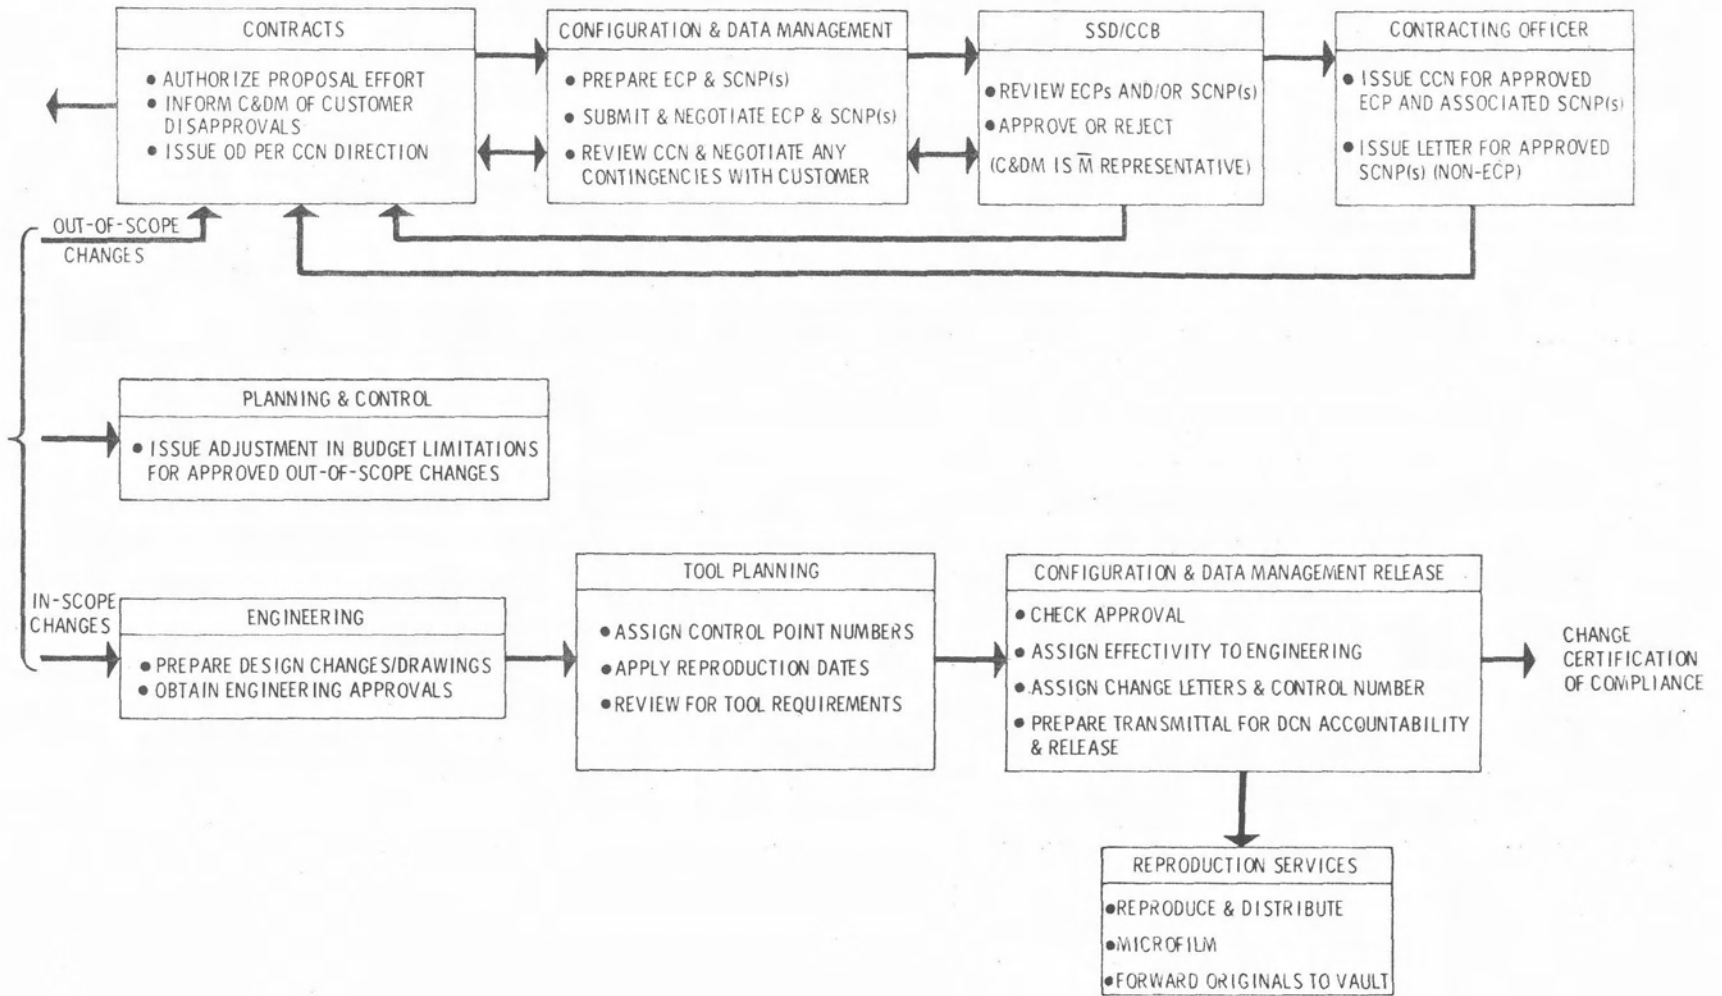 CONTRACTS
• AUTHORIZE PROPOSAL EFFORT
• INFORM C&DM OF CUSTOMER
DISAPPROVALS
• ISSUE OD PER CCN DIRECTION
CONFIGURATION & DATA MANAGEMENT
• PREPARE ECP & SCNP(s)
• SUBMIT & NEGOTIATE ECP & SCNP(s)
• REVIEW CCN & NEGOTIATE ANY
CONTINGENCIES WITH CUSTOMER
SSD/CCB
• REVIEW ECPs AND/OR SCNP(s)
• APPROVE OR REJECT
(C&DM IS M̅ REPRESENTATIVE)
CONTRACTING OFFICER
• ISSUE CCN FOR APPROVED
ECP AND ASSOCIATED SCNP(s)
• ISSUE LETTER FOR APPROVED
SCNP(s) (NON-ECP)
OUT-OF-SCOPE
CHANGES
PLANNING & CONTROL
• ISSUE ADJUSTMENT IN BUDGET LIMITATIONS
FOR APPROVED OUT-OF-SCOPE CHANGES
IN-SCOPE
CHANGES
ENGINEERING
• PREPARE DESIGN CHANGES/DRAWINGS
• OBTAIN ENGINEERING APPROVALS
TOOL PLANNING
• ASSIGN CONTROL POINT NUMBERS
• APPLY REPRODUCTION DATES
• REVIEW FOR TOOL REQUIREMENTS
CONFIGURATION & DATA MANAGEMENT RELEASE
• CHECK APPROVAL
• ASSIGN EFFECTIVITY TO ENGINEERING
• ASSIGN CHANGE LETTERS & CONTROL NUMBER
• PREPARE TRANSMITTAL FOR DCN ACCOUNTABILITY
& RELEASE
CHANGE
CERTIFICATION
OF COMPLIANCE
REPRODUCTION SERVICES
• REPRODUCE & DISTRIBUTE
• MICROFILM
• FORWARD ORIGINALS TO VAULT